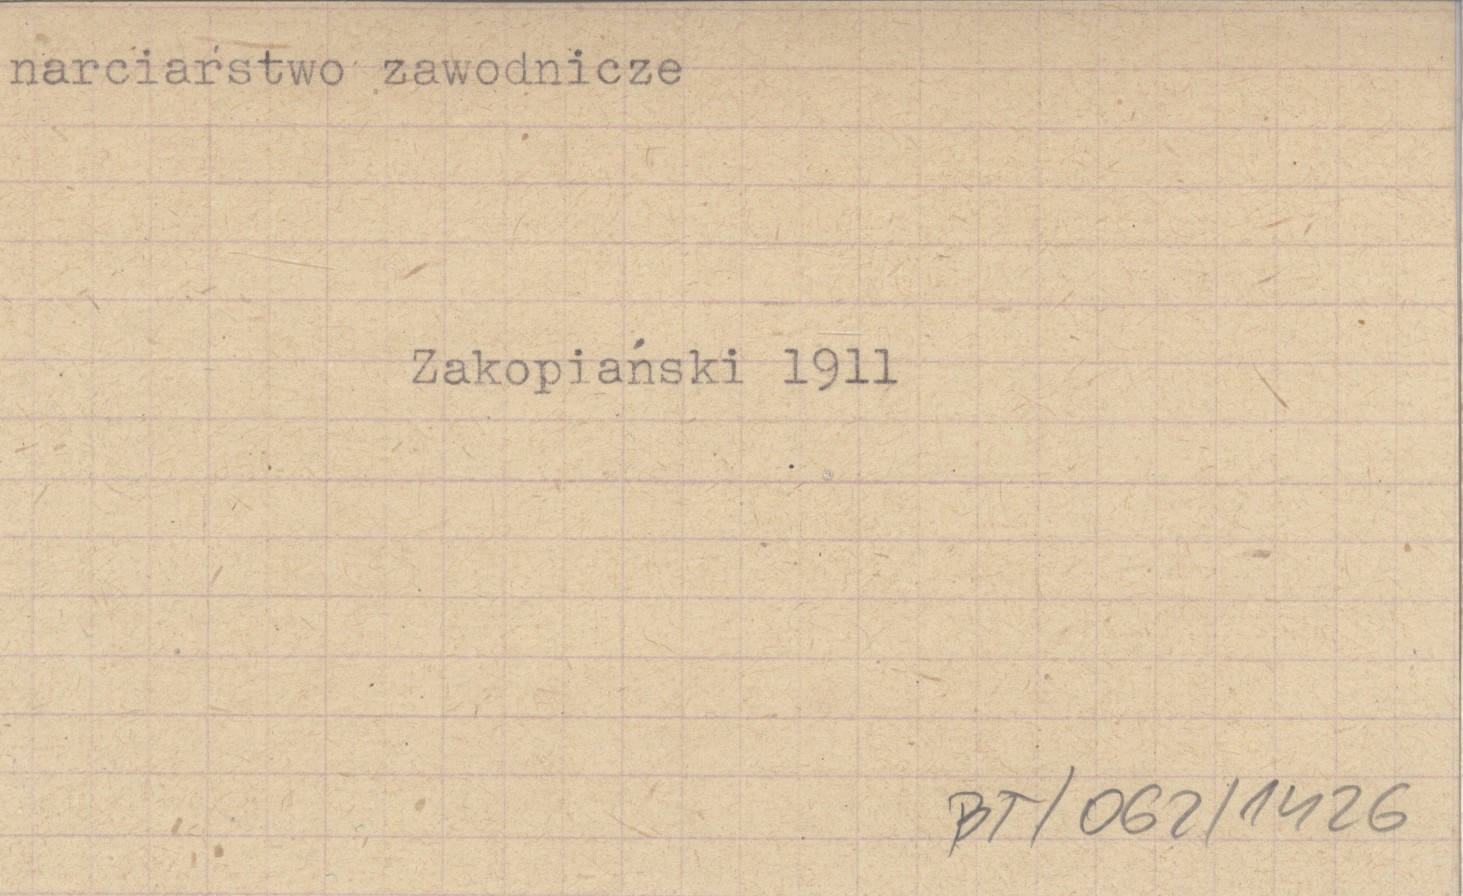 narciarstwo zawodnicze
Zakopiański 1911
BT/062/1426